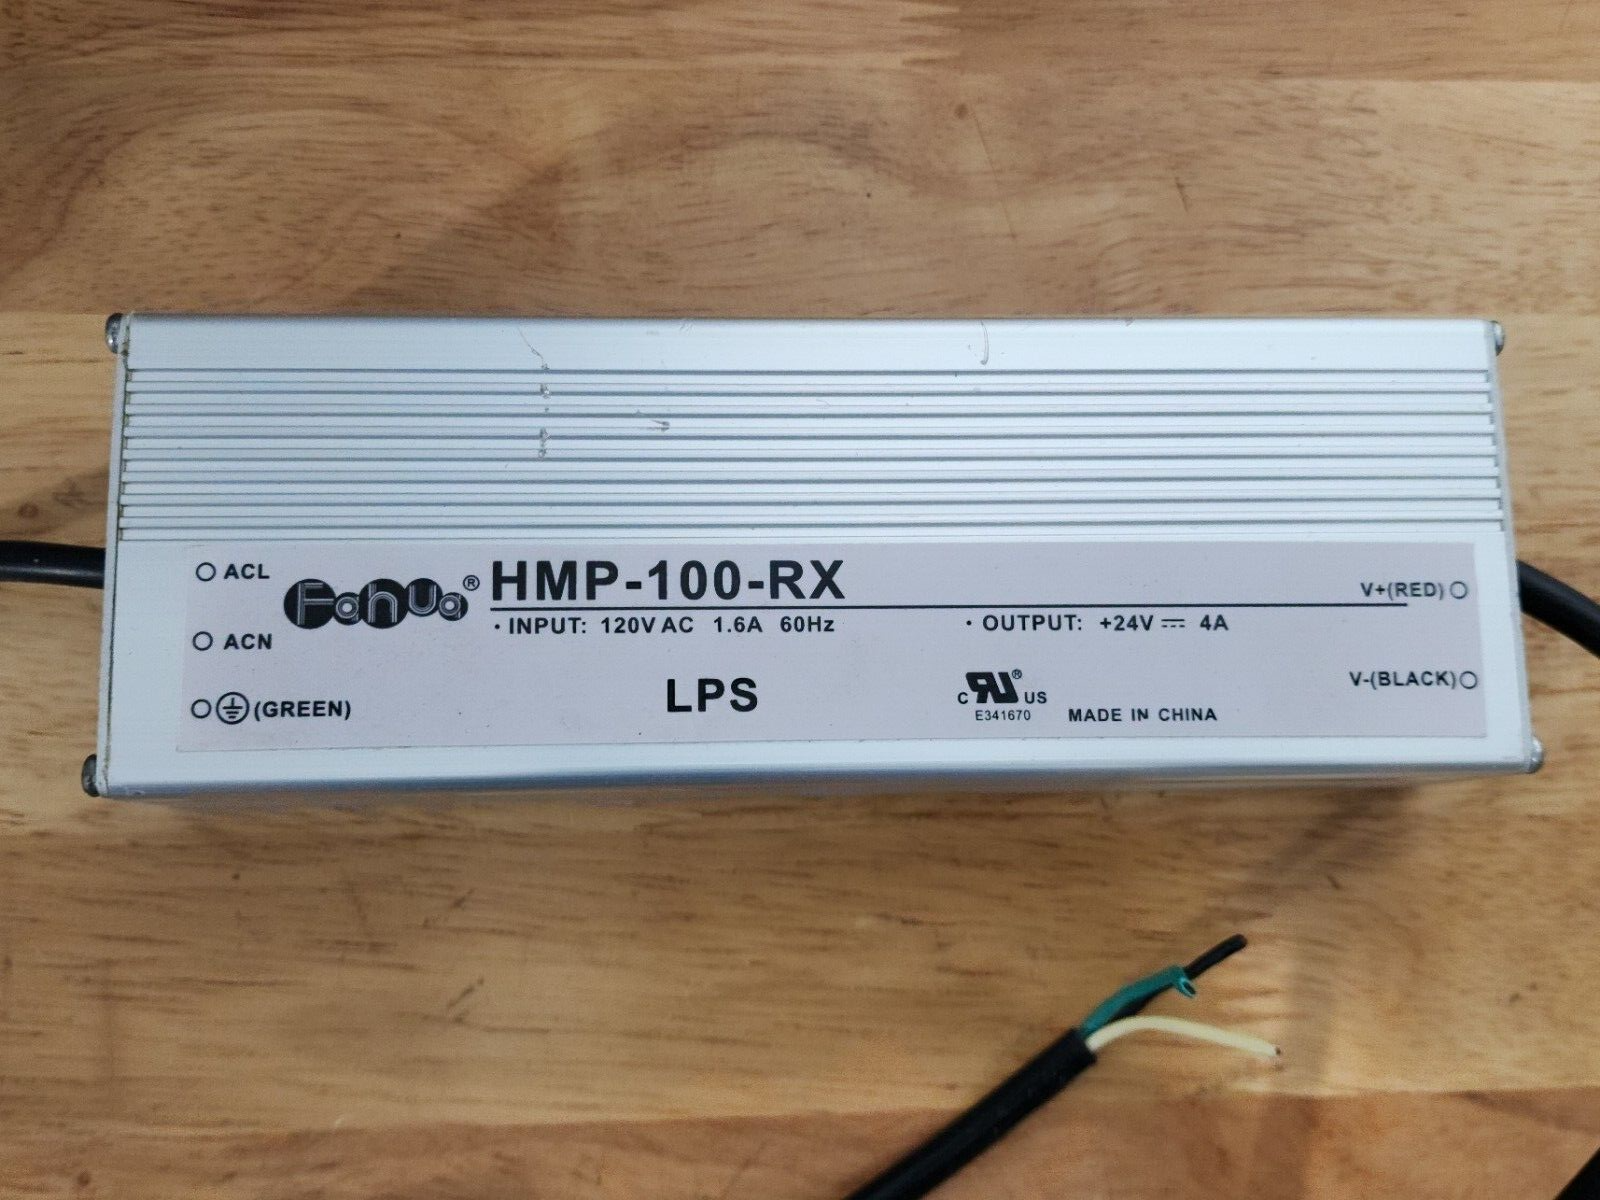 ACL
ACN
(GREEN)
Fahua®
HMP-100-RX
· INPUT: 120V AC 1.6A 60Hz
· OUTPUT: +24V ⎓ 4A
LPS
c RU® US
E341670
MADE IN CHINA
V+(RED)
V-(BLACK)